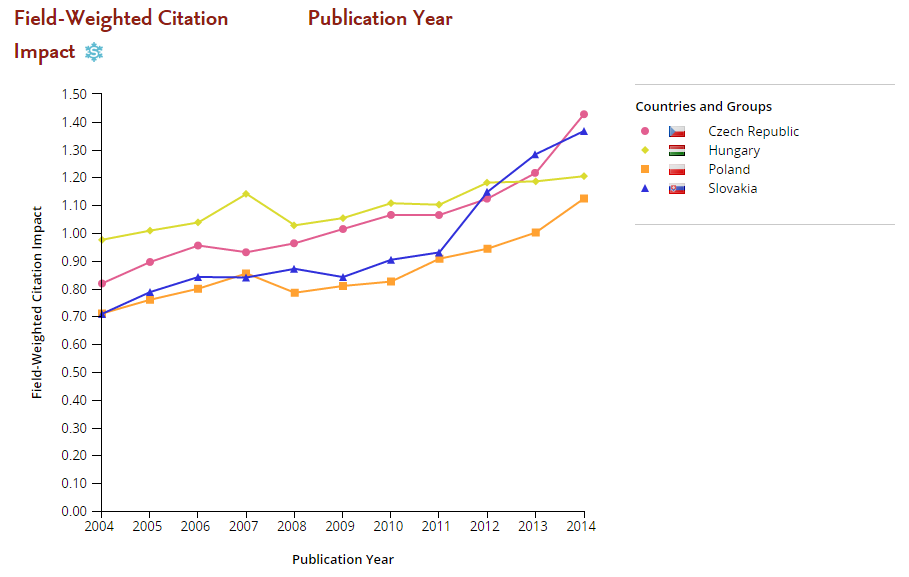 Field-Weighted Citation Impact
Publication Year
S
1.50
1.40
1.30
1.20
1.10
1.00
0.90
0.80
0.70
0.60
0.50
0.40
0.30
0.20
0.10
0.00
Field-Weighted Citation Impact
2004 2005 2006 2007 2008 2009 2010 2011 2012 2013 2014
Publication Year
Countries and Groups
Czech Republic
Hungary
Poland
Slovakia